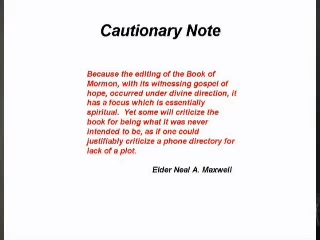 Cautionary Note
Because the editing of the Book of
Mormon, with its witnessing gospel of
hope, occurred under divine direction, it
has a focus which is essentially
spiritual. Yet some will criticize the
book for being what it was never
intended to be, as if one could
justifiably criticize a phone directory for
lack of a plot.
Elder Neal A. Maxwell